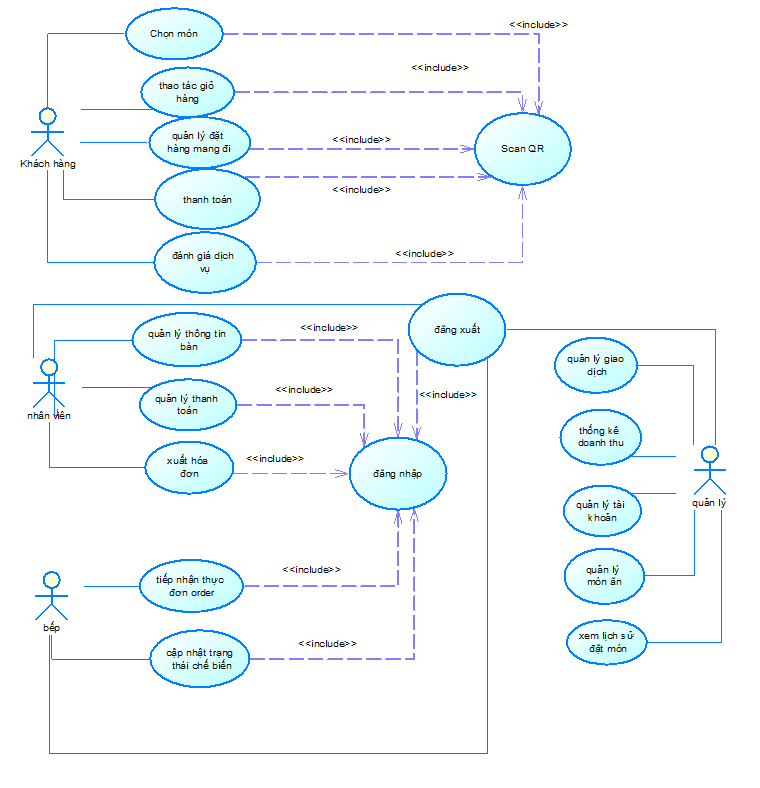 <<include>>
Chọn món
<<include>>
thao tác giỏ
hàng
<<include>>
quản lý đặt
hàng mang đi
Scan QR
Khách hàng
<<include>>
thanh toán
<<include>>
đánh giá dịch
vụ
<<include>>
đăng xuất
quản lý thông tin
bàn
quản lý giao
dịch
<<include>>
<<include>>
quản lý thanh
toán
nhân viên
thống kê
doanh thu
<<include>>
xuất hóa
đơn
đăng nhập
quản lý
quản lý tài
khoản
<<include>>
tiếp nhận thực
đơn order
quản lý
món ăn
bếp
<<include>>
cập nhật trạng
thái chế biến
xem lịch sử
đặt món